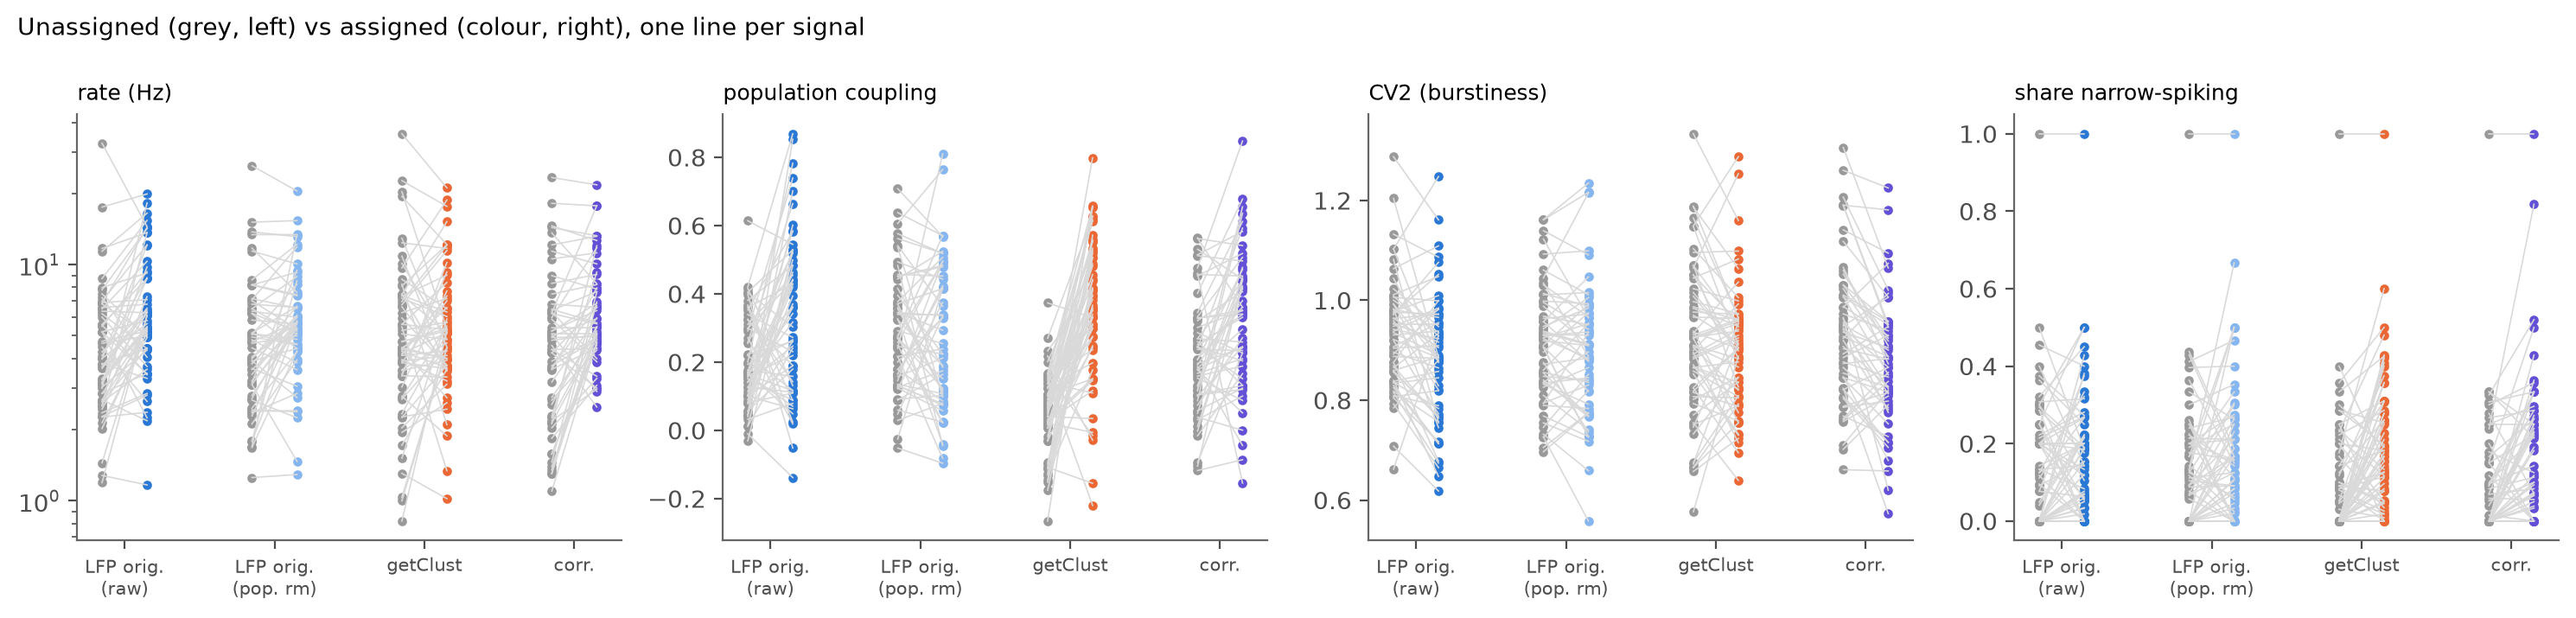 Unassigned (grey, left) vs assigned (colour, right), one line per signal
rate (Hz)
10¹
10⁰
LFP orig.
(raw)
LFP orig.
(pop. rm)
getClust
corr.
population coupling
0.8
0.6
0.4
0.2
0.0
−0.2
LFP orig.
(raw)
LFP orig.
(pop. rm)
getClust
corr.
CV2 (burstiness)
1.2
1.0
0.8
0.6
LFP orig.
(raw)
LFP orig.
(pop. rm)
getClust
corr.
share narrow-spiking
1.0
0.8
0.6
0.4
0.2
0.0
LFP orig.
(raw)
LFP orig.
(pop. rm)
getClust
corr.